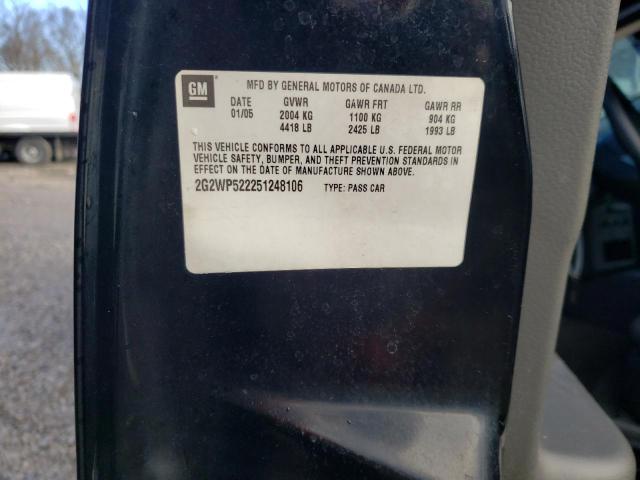 GM
MFD BY GENERAL MOTORS OF CANADA LTD.
DATE GVWR GAWR FRT GAWR RR
01/05 2004 KG 1100 KG 904 KG
4418 LB 2425 LB 1993 LB
THIS VEHICLE CONFORMS TO ALL APPLICABLE U.S. FEDERAL MOTOR
VEHICLE SAFETY, BUMPER, AND THEFT PREVENTION STANDARDS IN
EFFECT ON THE DATE OF MANUFACTURE SHOWN ABOVE.
2G2WP522251248106 TYPE: PASS CAR